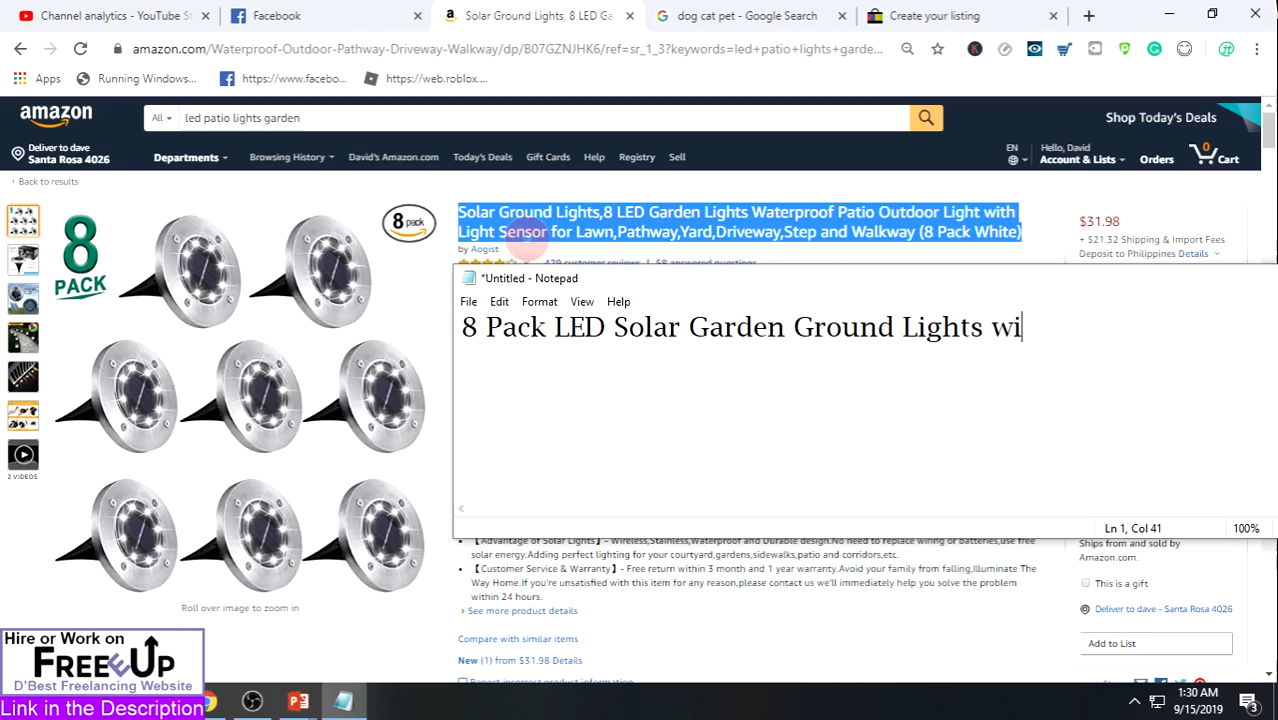 Channel analytics - YouTube St
Facebook
Solar Ground Lights, 8 LED Ga
dog cat pet - Google Search
Create your listing
amazon.com/Waterproof-Outdoor-Pathway-Driveway-Walkway/dp/B07GZNJHK6/ref=sr_1_3?keywords=led+patio+lights+garde...
Apps
Running Windows...
https://www.facebo...
https://web.roblox....
amazon
All
led patio lights garden
Shop Today's Deals
Deliver to dave
Santa Rosa 4026
Departments
Browsing History
David's Amazon.com
Today's Deals
Gift Cards
Help
Registry
Sell
EN
Hello, David
Account & Lists
Orders
0
Cart
‹ Back to results
8
PACK
8 pack
Solar Ground Lights,8 LED Garden Lights Waterproof Patio Outdoor Light with
Light Sensor for Lawn,Pathway,Yard,Driveway,Step and Walkway (8 Pack White)
by Aogist
429 customer reviews | 58 answered questions
$31.98
+ $21.32 Shipping & Import Fees
Deposit to Philippines Details
*Untitled - Notepad
File Edit Format View Help
8 Pack LED Solar Garden Ground Lights wi
Ln 1, Col 41
100%
2 VIDEOS
Roll over image to zoom in
• 【Advantage of Solar Lights】- Wireless,Stainless,Waterproof and Durable design.No need to replace wiring or batteries,use free
solar energy.Adding perfect lighting for your courtyard,gardens,sidewalks,patio and corridors,etc.
• 【Customer Service & Warranty】- Free return within 3 month and 1 year warranty.Avoid your family from falling,Illuminate The
Way Home.If you're unsatisfied with this item for any reason,please contact us we'll help you solve the problem
within 24 hours.
› See more product details
Compare with similar items
New (1) from $31.98 Details
Report incorrect product information
Ships from and sold by
Amazon.com.
This is a gift
Deliver to dave - Santa Rosa 4026
Add to List
Hire or Work on
FREEEUP
D'Best Freelancing Website
Link in the Description
1:30 AM
9/15/2019
3